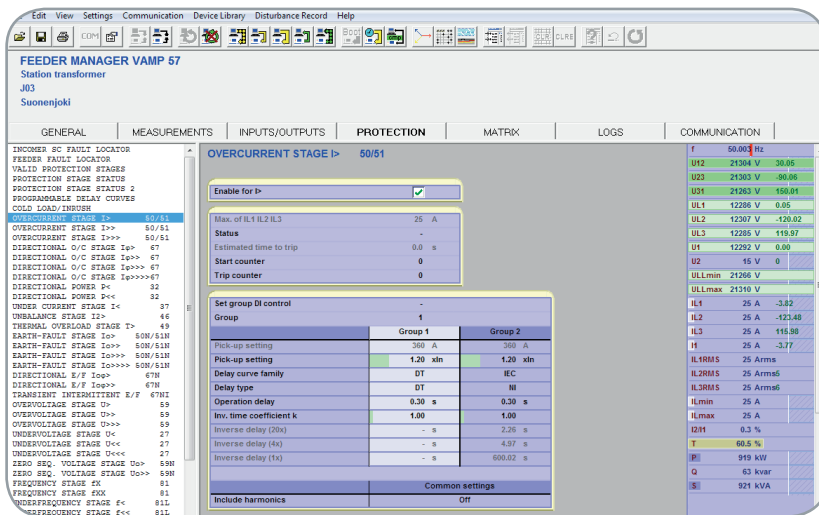 Edit View Settings Communication Device Library Disturbance Record Help
COM Boot CLR CLRE
FEEDER MANAGER VAMP 57
Station transformer
J03
Suonenjoki
GENERAL MEASUREMENTS INPUTS/OUTPUTS PROTECTION MATRIX LOGS COMMUNICATION
INCOMER SC FAULT LOCATOR
FEEDER FAULT LOCATOR
VALID PROTECTION STAGES
PROTECTION STAGE STATUS
PROTECTION STAGE STATUS 2
PROGRAMMABLE DELAY CURVES
COLD LOAD/INRUSH
OVERCURRENT STAGE I> 50/51
OVERCURRENT STAGE I>> 50/51
OVERCURRENT STAGE I>>> 50/51
DIRECTIONAL O/C STAGE Iφ> 67
DIRECTIONAL O/C STAGE Iφ>> 67
DIRECTIONAL O/C STAGE Iφ>>> 67
DIRECTIONAL O/C STAGE Iφ>>>>67
DIRECTIONAL POWER P< 32
DIRECTIONAL POWER P<< 32
UNDER CURRENT STAGE I< 37
UNBALANCE STAGE I2> 46
THERMAL OVERLOAD STAGE T> 49
EARTH-FAULT STAGE Io> 50N/51N
EARTH-FAULT STAGE Io>> 50N/51N
EARTH-FAULT STAGE Io>>> 50N/51N
EARTH-FAULT STAGE Io>>>> 50N/51N
DIRECTIONAL E/F Ioφ> 67N
DIRECTIONAL E/F Ioφ>> 67N
TRANSIENT INTERMITTENT E/F 67NI
OVERVOLTAGE STAGE U> 59
OVERVOLTAGE STAGE U>> 59
OVERVOLTAGE STAGE U>>> 59
UNDERVOLTAGE STAGE U< 27
UNDERVOLTAGE STAGE U<< 27
UNDERVOLTAGE STAGE U<<< 27
ZERO SEQ. VOLTAGE STAGE Uo> 59N
ZERO SEQ. VOLTAGE STAGE Uo>> 59N
FREQUENCY STAGE fX 81
FREQUENCY STAGE fXX 81
UNDERFREQUENCY STAGE f< 81L
UNDERFREQUENCY STAGE f<< 81L
OVERCURRENT STAGE I> 50/51
Enable for I>
Max. of IL1 IL2 IL3 25 A
Status -
Estimated time to trip 0.0 s
Start counter 0
Trip counter 0
Set group DI control -
Group 1
Group 1 Group 2
Pick-up setting 360 A 360 A
Pick-up setting 1.20 xIn 1.20 xIn
Delay curve family DT IEC
Delay type DT NI
Operation delay 0.30 s 0.30 s
Inv. time coefficient k 1.00 1.00
Inverse delay (20x) - s 2.26 s
Inverse delay (4x) - s 4.97 s
Inverse delay (1x) - s 600.02 s
Common settings
Include harmonics Off
f 50.003 Hz
U12 21304 V 30.05
U23 21303 V -90.06
U31 21263 V 150.01
UL1 12286 V 0.05
UL2 12307 V -120.02
UL3 12285 V 119.97
U1 12292 V 0.00
U2 15 V 0
ULLmin 21266 V
ULLmax 21310 V
IL1 25 A -3.82
IL2 25 A -123.48
IL3 25 A 115.98
I1 25 A -3.77
IL1RMS 25 Arms
IL2RMS 25 Arms5
IL3RMS 25 Arms6
ILmin 25 A
ILmax 25 A
I2/I1 0.3 %
T 60.5 %
P 919 kW
Q 63 kvar
S 921 kVA